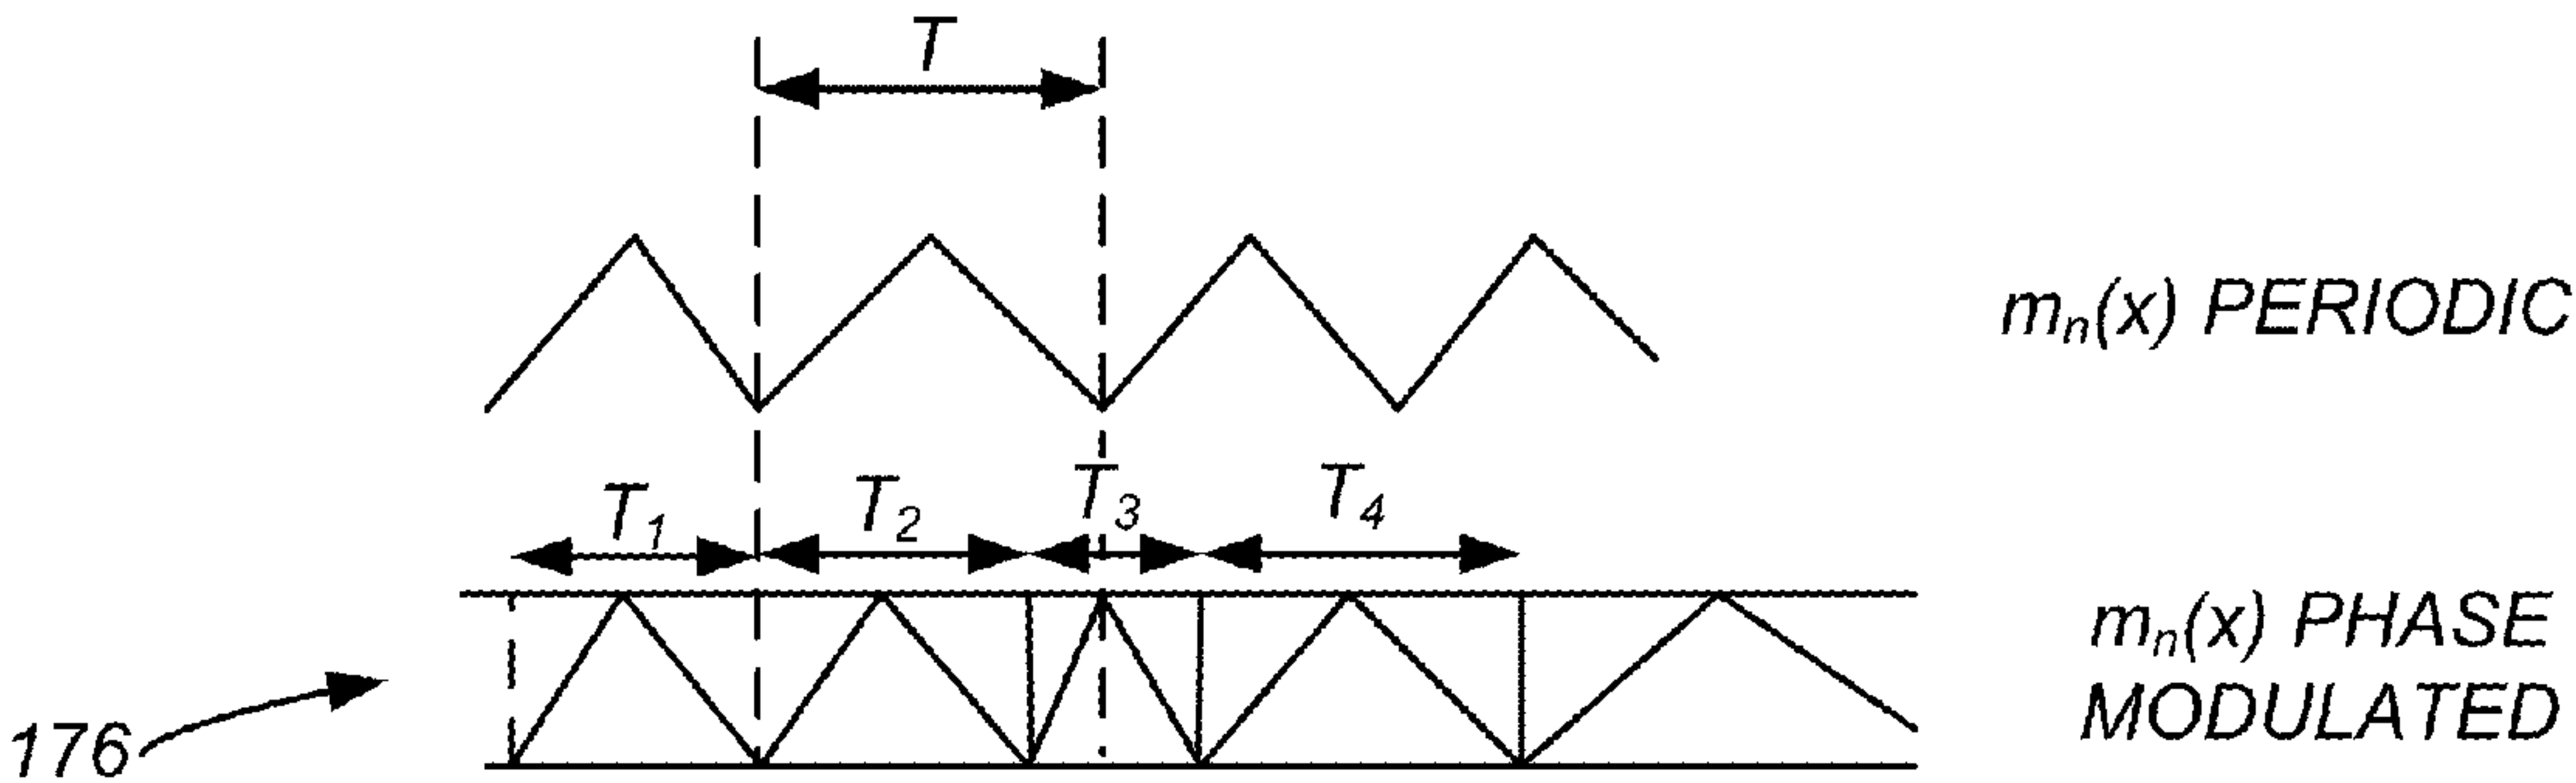 T
mₙ(x) PERIODIC
T₁ T₂ T₃ T₄
mₙ(x) PHASE
MODULATED
176